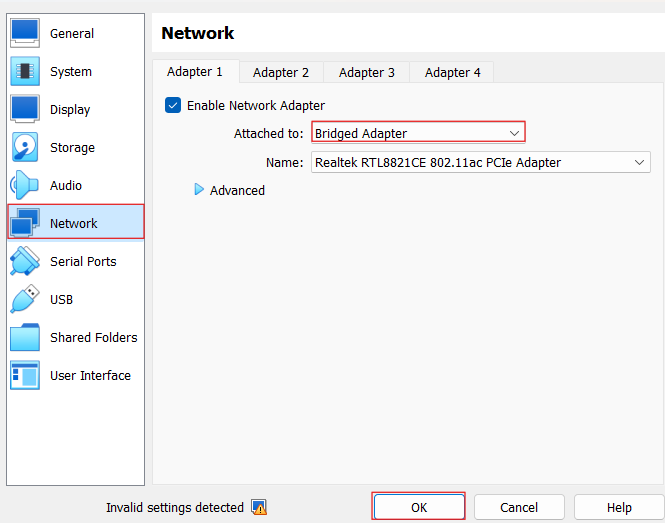 General
System
Display
Storage
Audio
Network
Serial Ports
USB
Shared Folders
User Interface
Network
Adapter 1 Adapter 2 Adapter 3 Adapter 4
Enable Network Adapter
Attached to: Bridged Adapter
Name: Realtek RTL8821CE 802.11ac PCIe Adapter
Advanced
Invalid settings detected OK Cancel Help